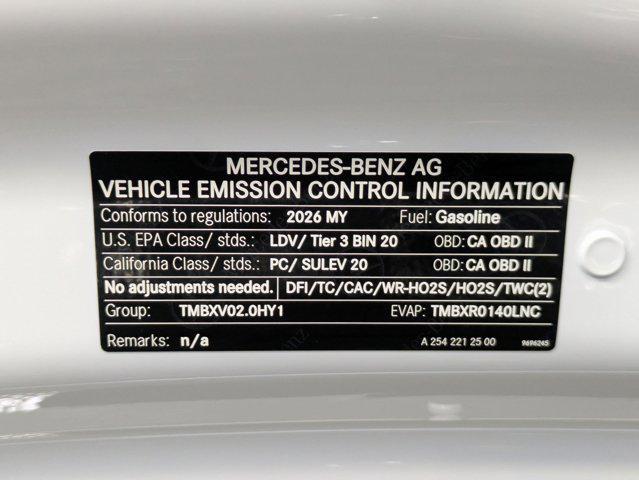 MERCEDES-BENZ AG
VEHICLE EMISSION CONTROL INFORMATION
Conforms to regulations: 2026 MY Fuel: Gasoline
U.S. EPA Class/ stds.: LDV/ Tier 3 BIN 20 OBD: CA OBD II
California Class/ stds.: PC/ SULEV 20 OBD: CA OBD II
No adjustments needed. DFI/TC/CAC/WR-HO2S/HO2S/TWC(2)
Group: TMBXV02.0HY1 EVAP: TMBXR0140LNC
Remarks: n/a A 254 221 25 00 9696245